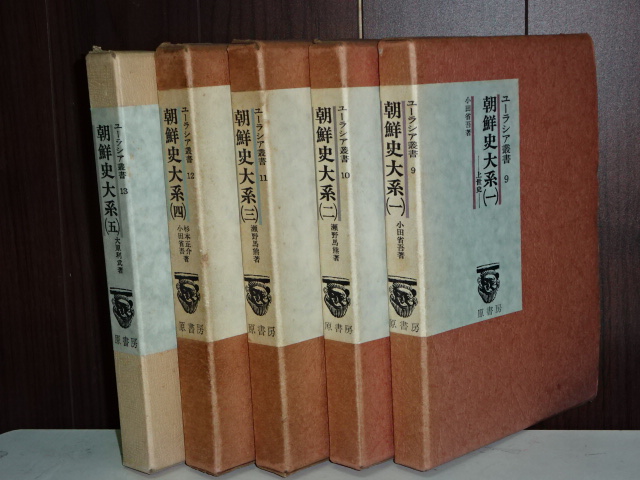 ユーラシア叢書 13
朝鮮史大系(五)
大原利武著
原書房
ユーラシア叢書 12
朝鮮史大系(四)
杉本正介
小田省吾 著
原書房
ユーラシア叢書 11
朝鮮史大系(三)
瀬野馬熊著
原書房
ユーラシア叢書 10
朝鮮史大系(二)
瀬野馬熊著
原書房
ユーラシア叢書 9
朝鮮史大系(一)
小田省吾著
原書房
ユーラシア叢書 9
朝鮮史大系(一)
―上世史―
小田省吾著
原書房